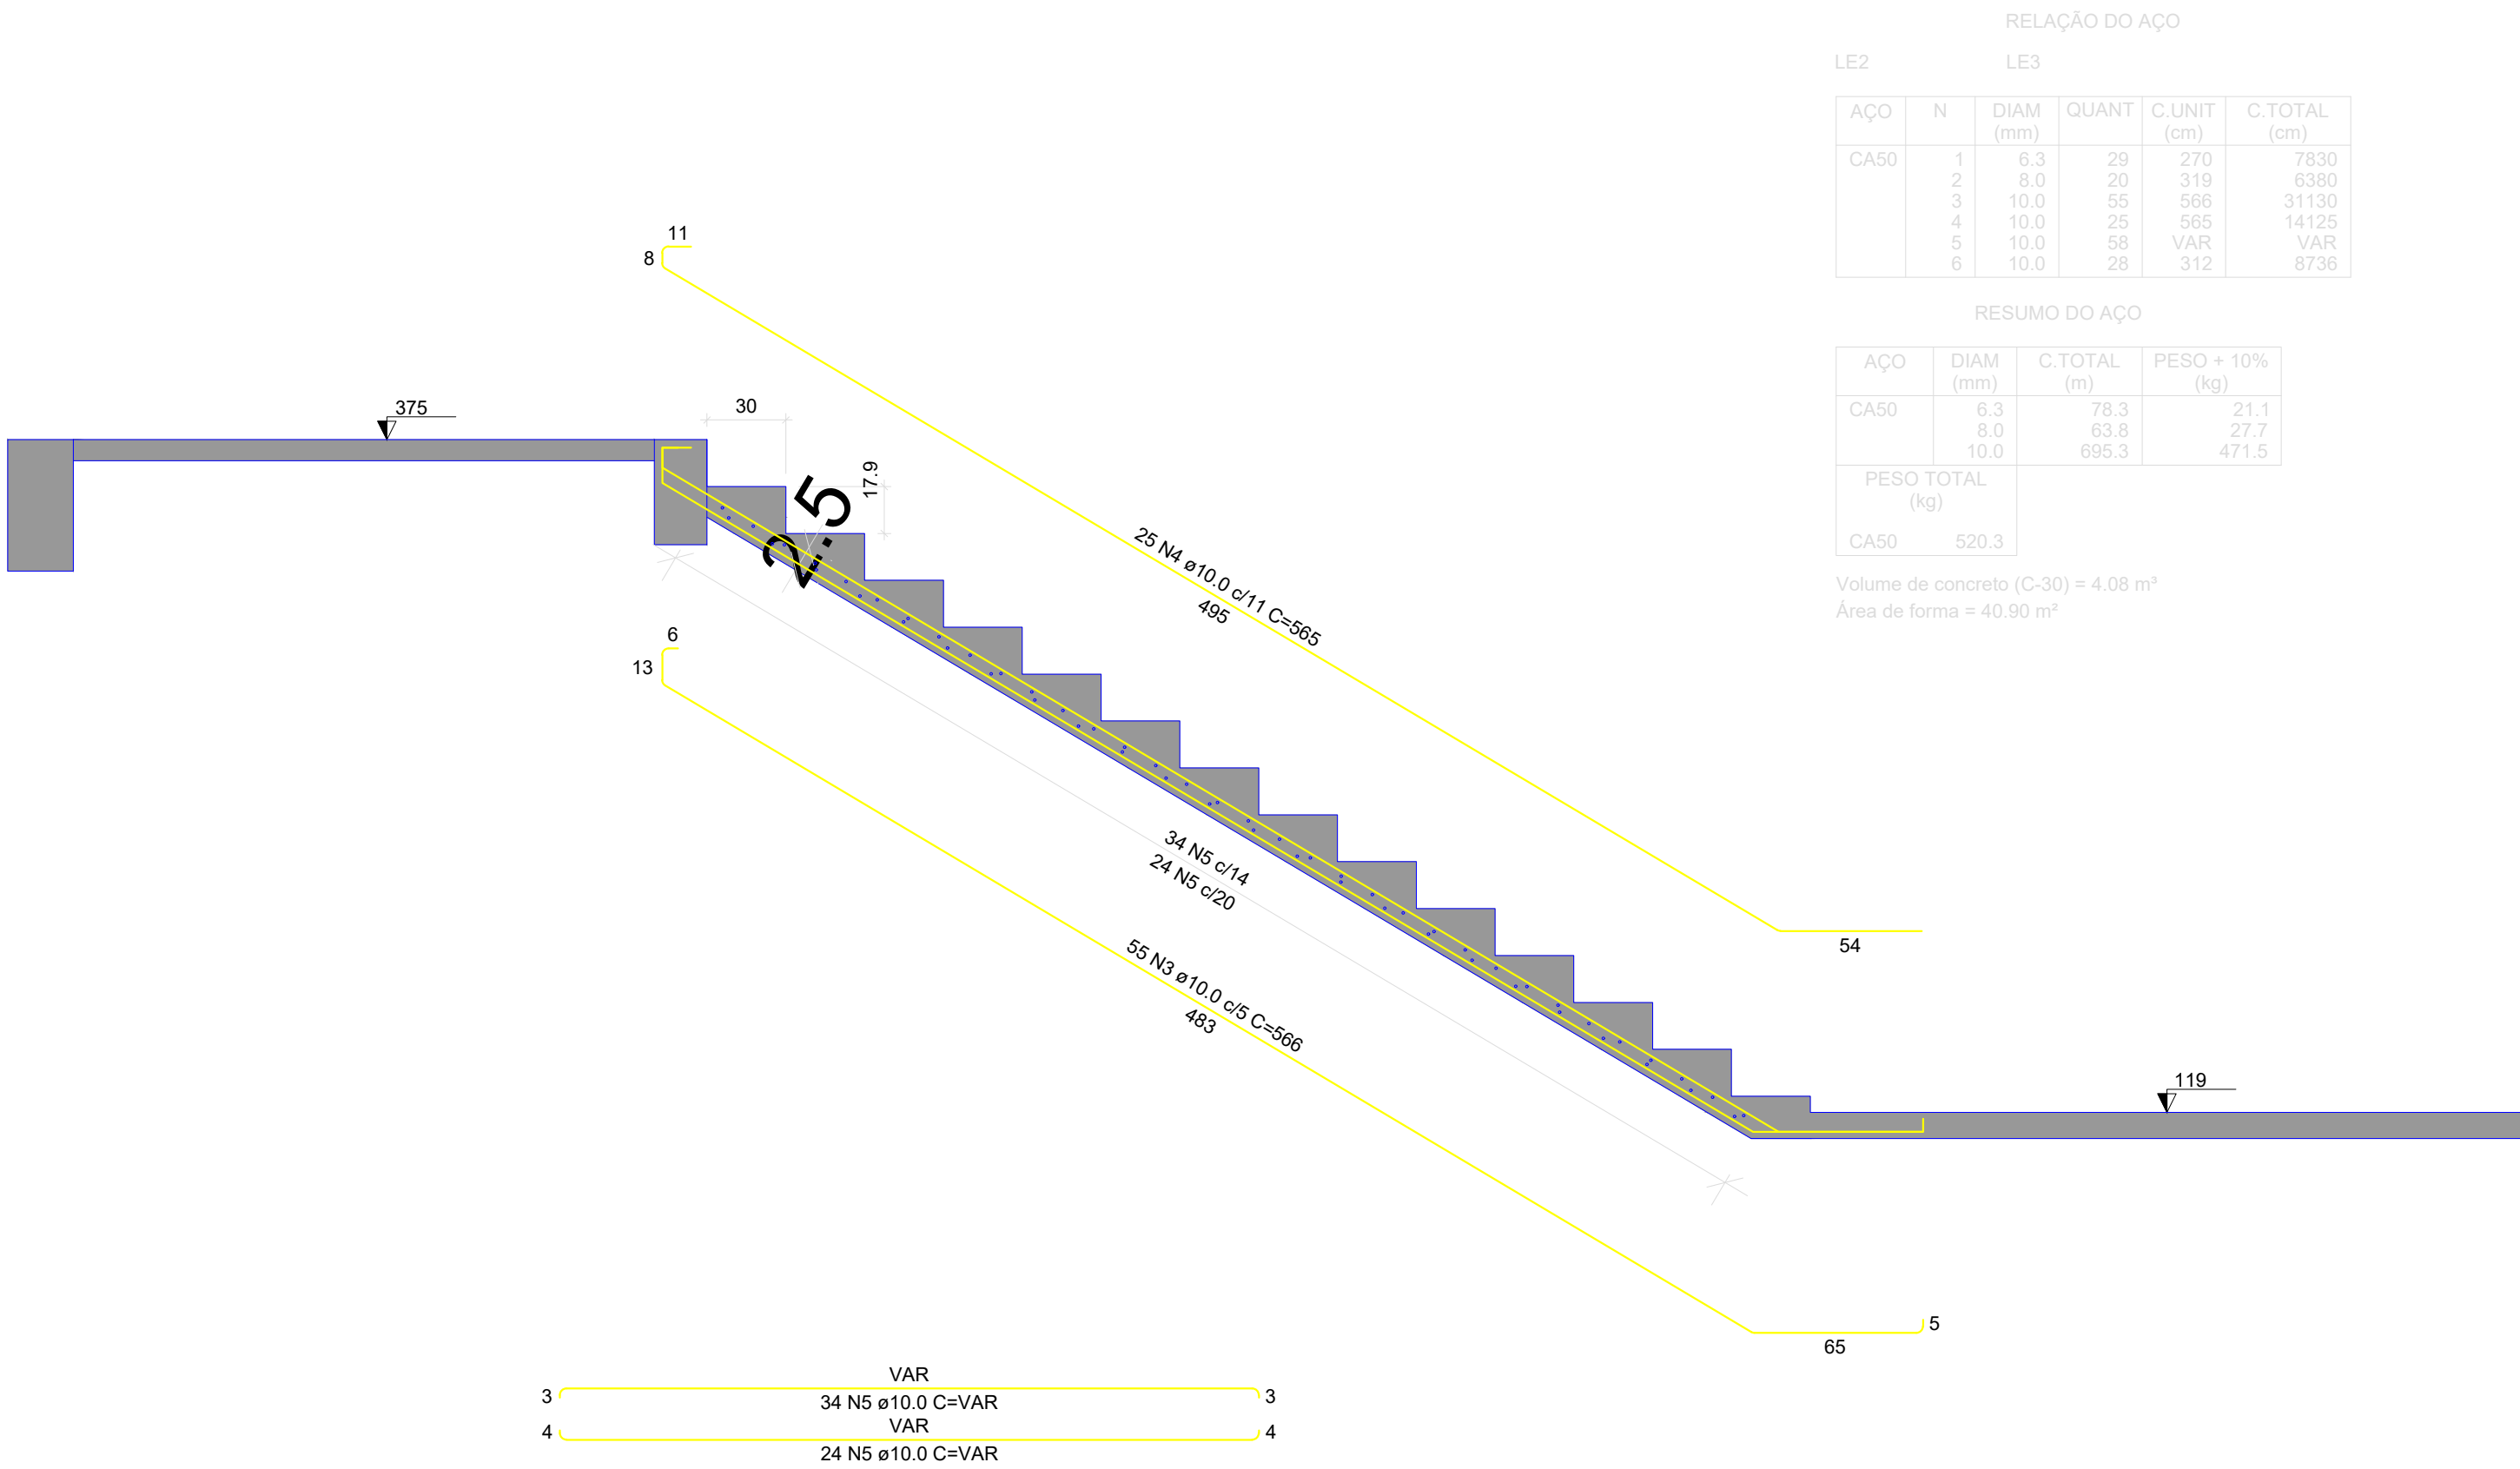 RELAÇÃO DO AÇO
LE2 LE3
AÇO N DIAM QUANT C.UNIT C.TOTAL
(mm) (cm) (cm)
CA50 1 6.3 29 270 7830
2 8.0 20 319 6380
3 10.0 55 566 31130
4 10.0 25 565 14125
5 10.0 58 VAR VAR
6 10.0 28 312 8736
RESUMO DO AÇO
AÇO DIAM C.TOTAL PESO + 10%
(mm) (m) (kg)
CA50 6.3 78.3 21.1
8.0 63.8 27.7
10.0 695.3 471.5
PESO TOTAL
(kg)
CA50 520.3
Volume de concreto (C-30) = 4.08 m³
Área de forma = 40.90 m²
11
8
375
30
17.9
2.5
25 N4 ø10.0 c/11 C=565
495
54
6
13
34 N5 c/14
24 N5 c/20
55 N3 ø10.0 c/5 C=566
483
119
5
65
VAR
3 3
34 N5 ø10.0 C=VAR
VAR
4 4
24 N5 ø10.0 C=VAR